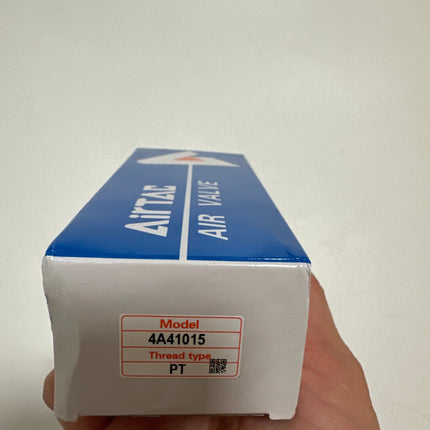 AirTAC
AIR VALVE
Model
4A41015
Thread type
PT